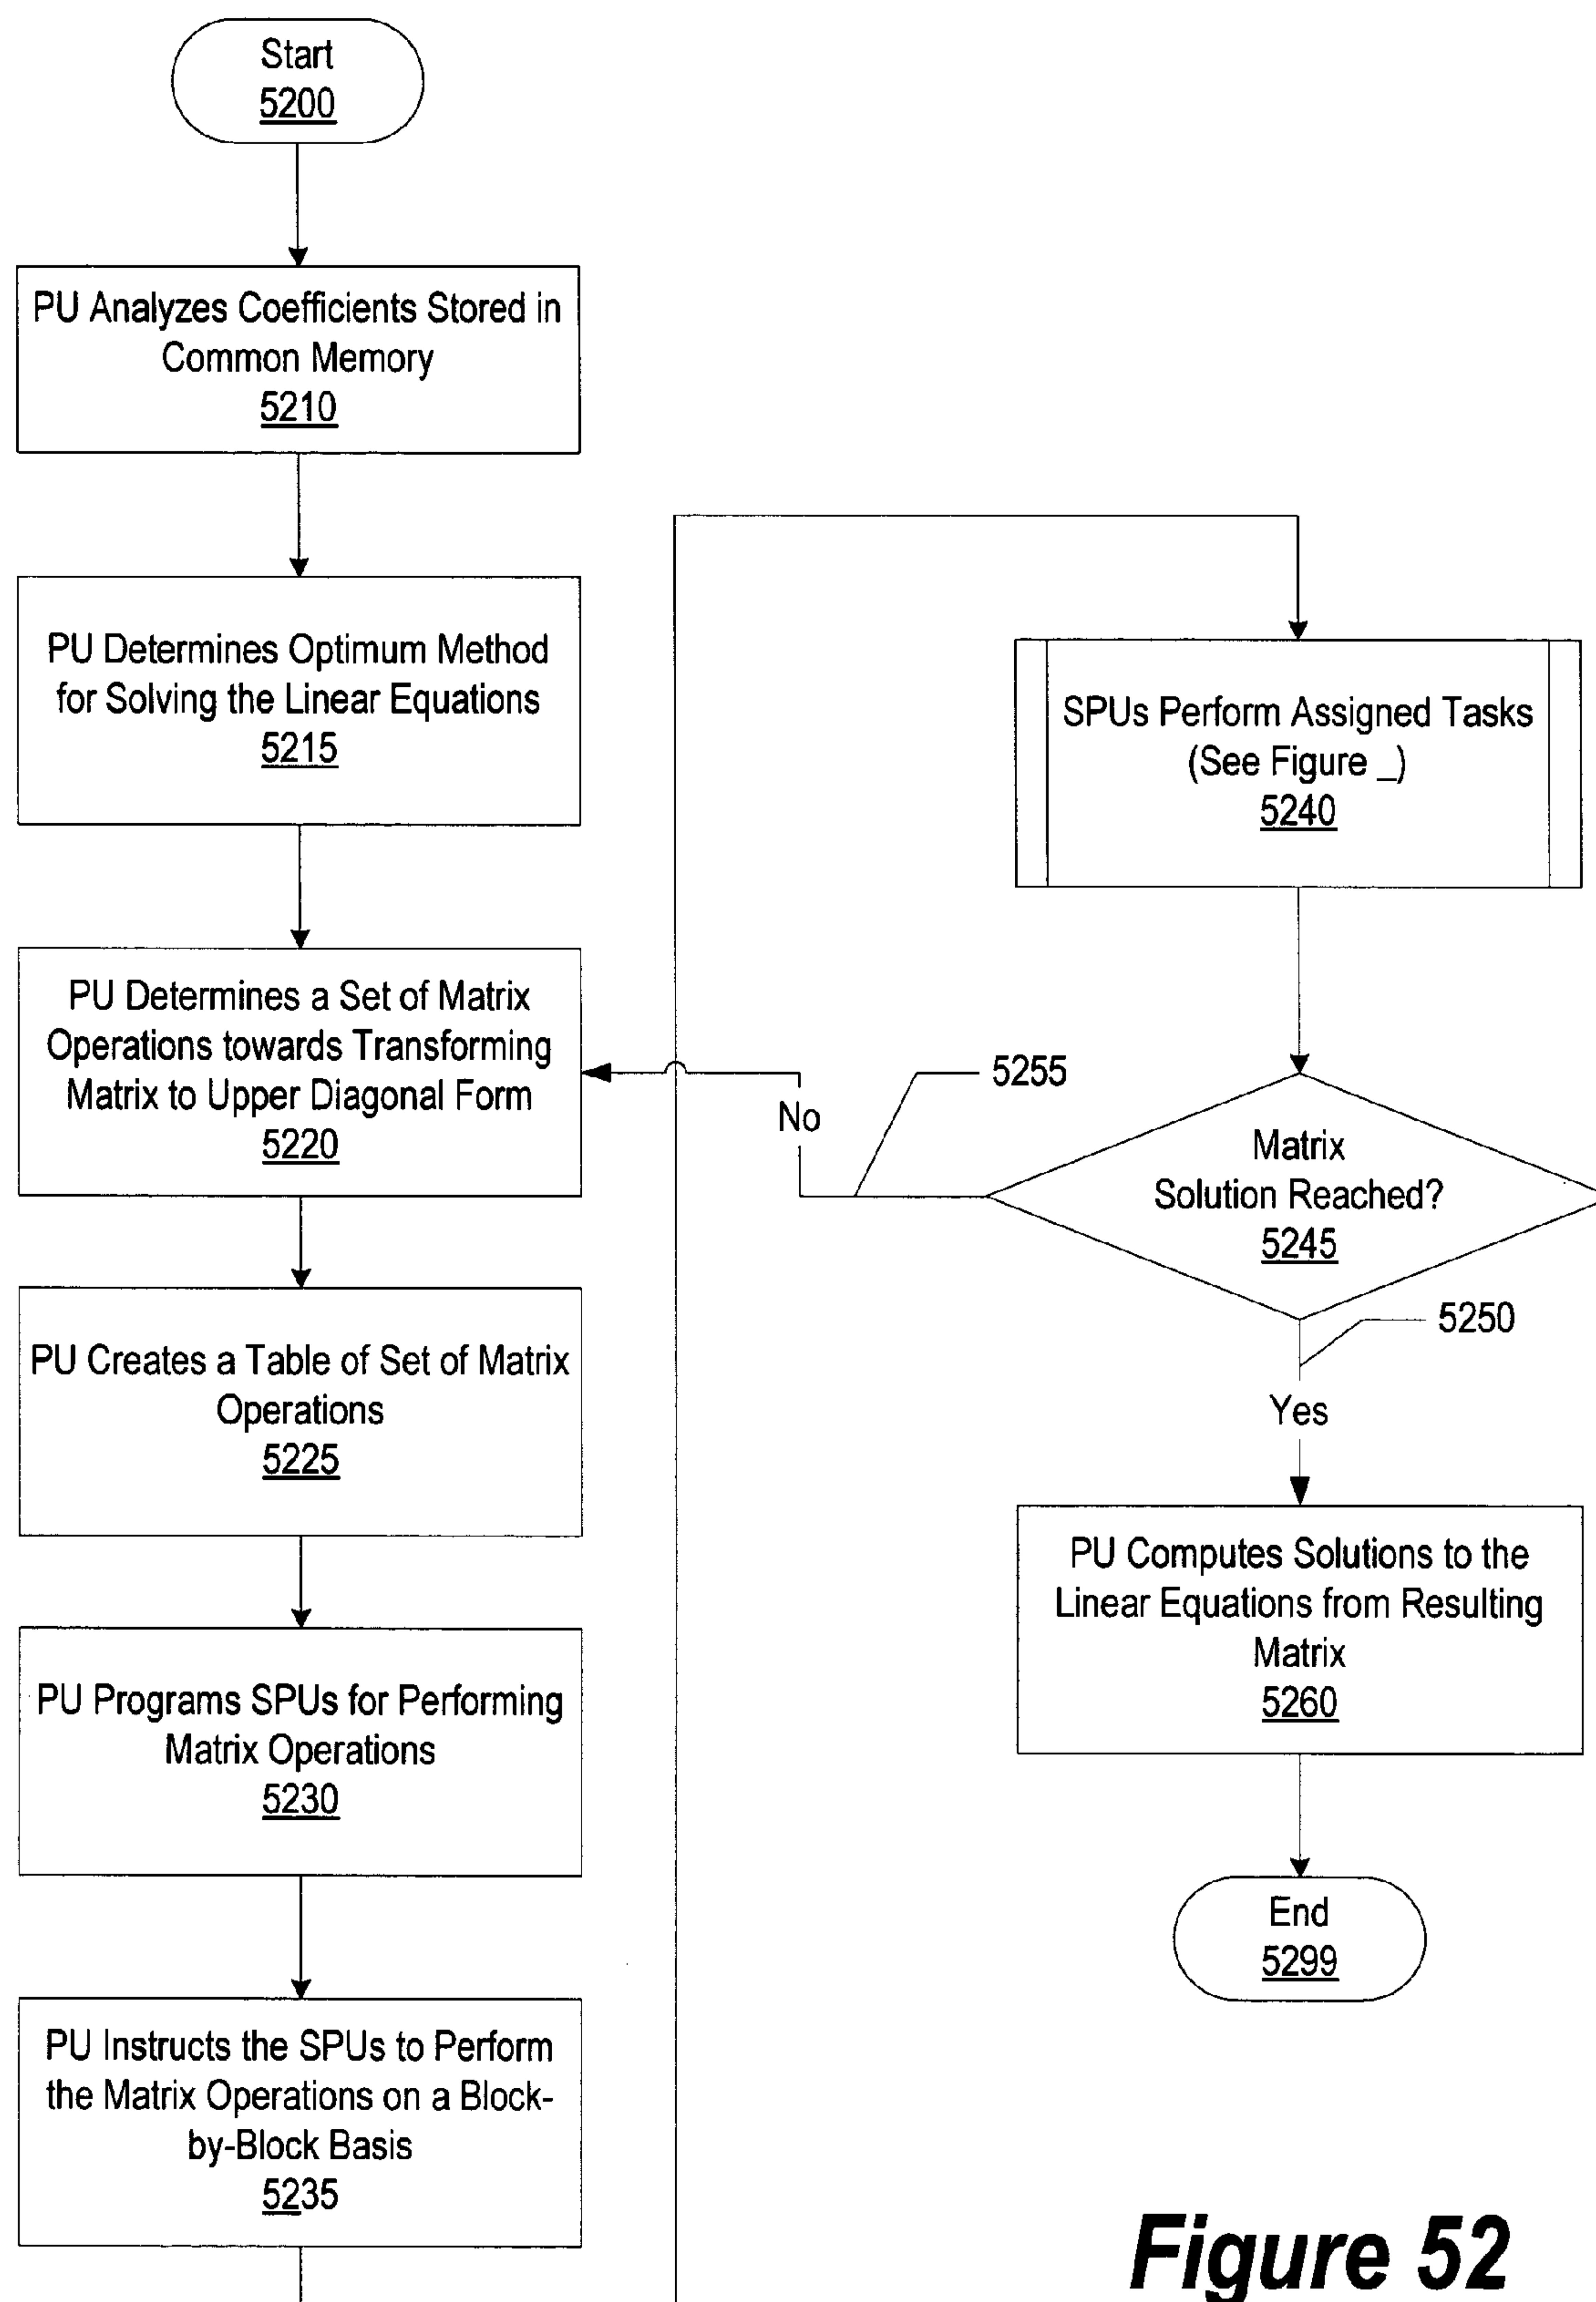 Start
5200
PU Analyzes Coefficients Stored in
Common Memory
5210
PU Determines Optimum Method
for Solving the Linear Equations
5215
PU Determines a Set of Matrix
Operations towards Transforming
Matrix to Upper Diagonal Form
5220
PU Creates a Table of Set of Matrix
Operations
5225
PU Programs SPUs for Performing
Matrix Operations
5230
PU Instructs the SPUs to Perform
the Matrix Operations on a Block-
by-Block Basis
5235
SPUs Perform Assigned Tasks
(See Figure _)
5240
5255
No
Matrix
Solution Reached?
5245
5250
Yes
PU Computes Solutions to the
Linear Equations from Resulting
Matrix
5260
End
5299
Figure 52